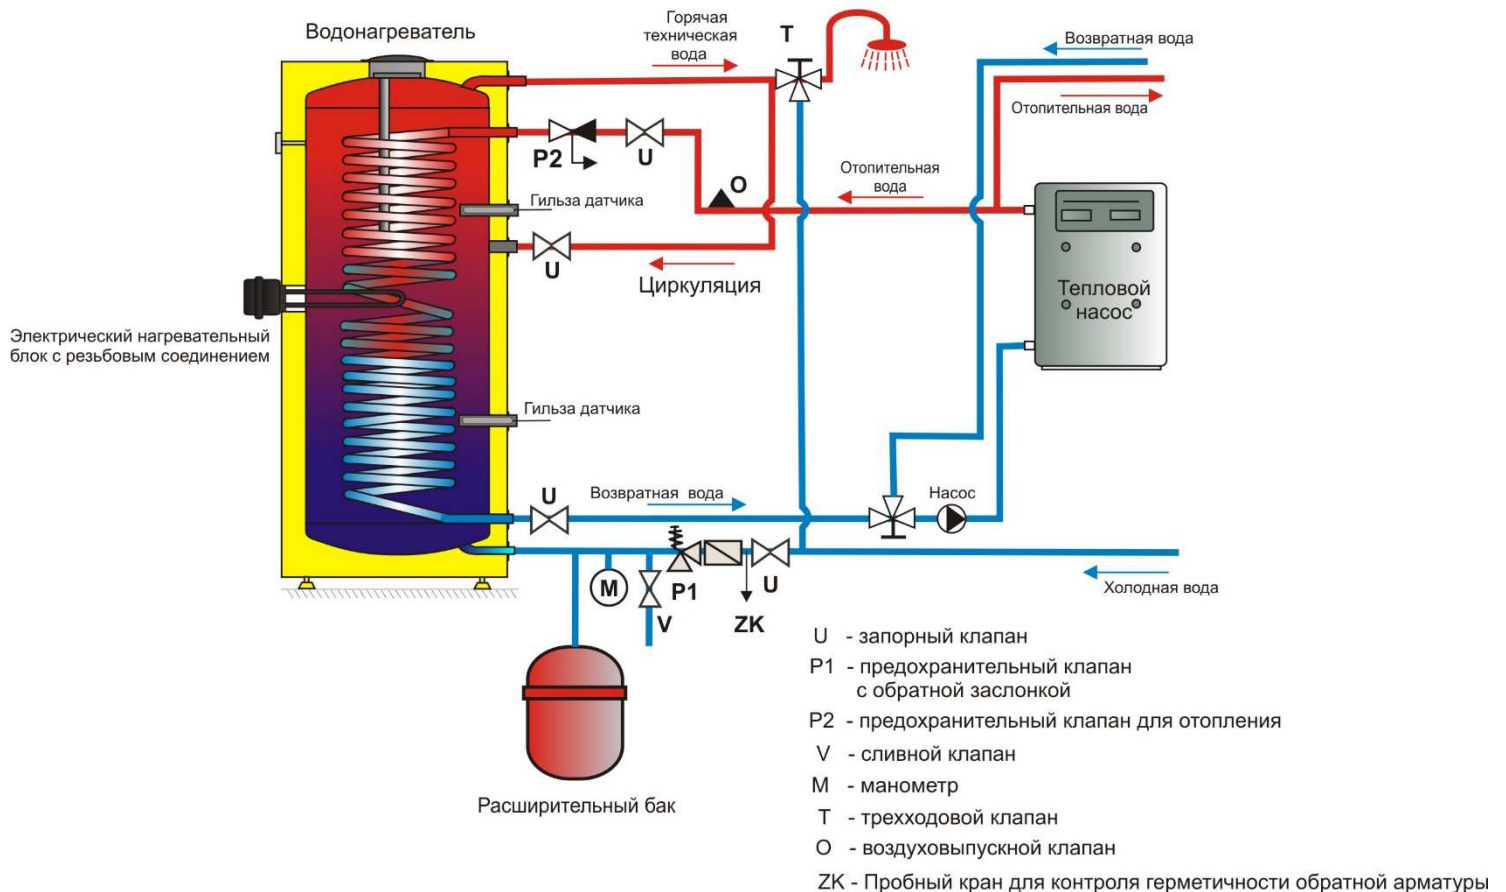 Водонагреватель
Горячая
техническая
вода
T
Возвратная вода
Отопительная вода
P2
U
O
Отопительная
вода
Гильза датчика
U
Циркуляция
Тепловой
насос
Электрический нагревательный
блок с резьбовым соединением
Гильза датчика
U
Возвратная вода
Насос
M
V
P1
ZK
U
Холодная вода
Расширительный бак
U - запорный клапан
P1 - предохранительный клапан
с обратной заслонкой
P2 - предохранительный клапан для отопления
V - сливной клапан
M - манометр
T - трехходовой клапан
O - воздуховыпускной клапан
ZK - Пробный кран для контроля герметичности обратной арматуры